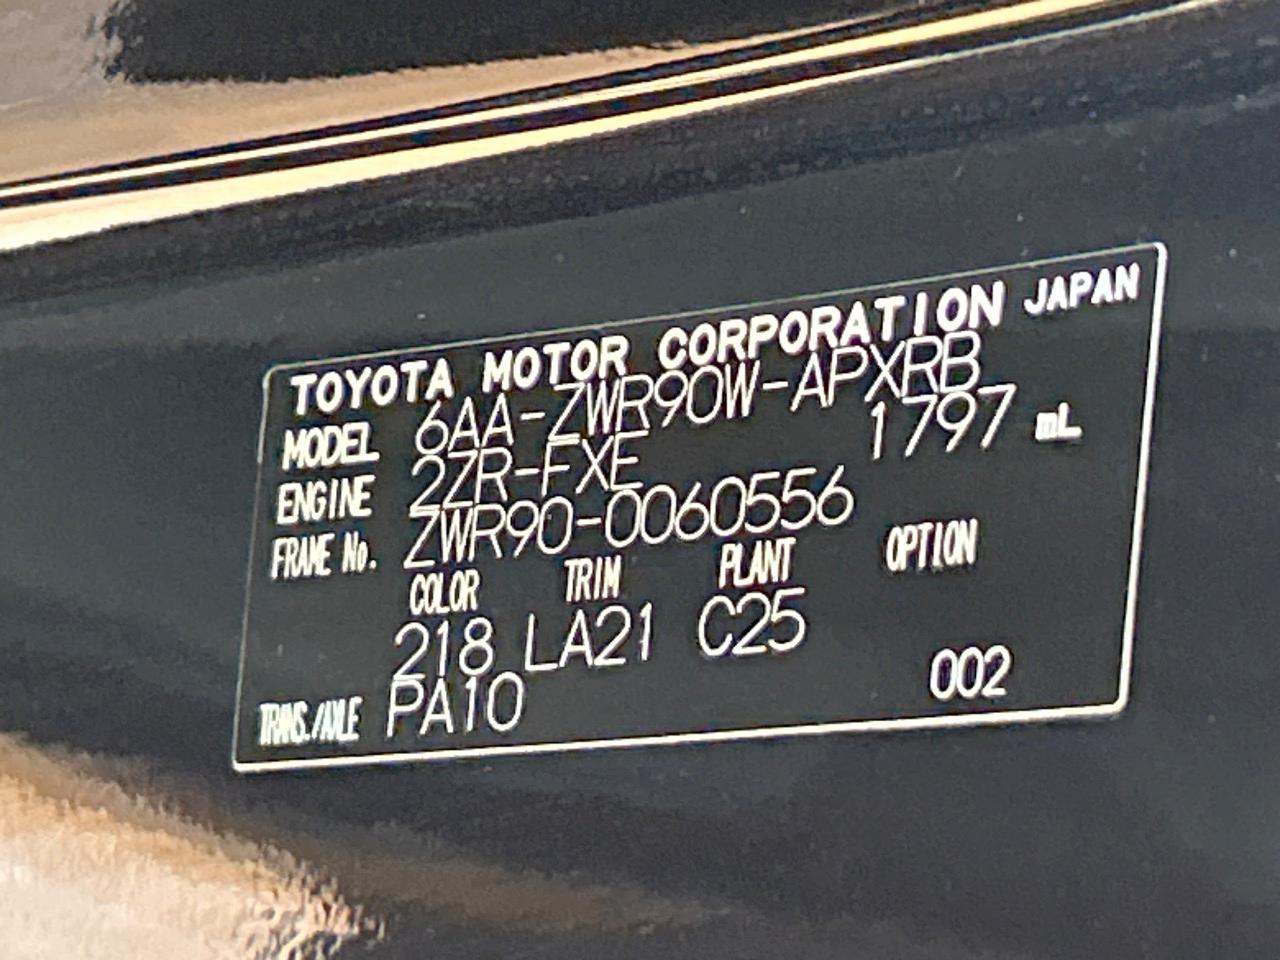 TOYOTA MOTOR CORPORATION JAPAN
MODEL 6AA-ZWR90W-APXRB
ENGINE 2ZR-FXE 1797 mL
FRAME No. ZWR90-0060556
COLOR TRIM PLANT OPTION
218 LA21 C25
TRANS./AXLE PA10 002